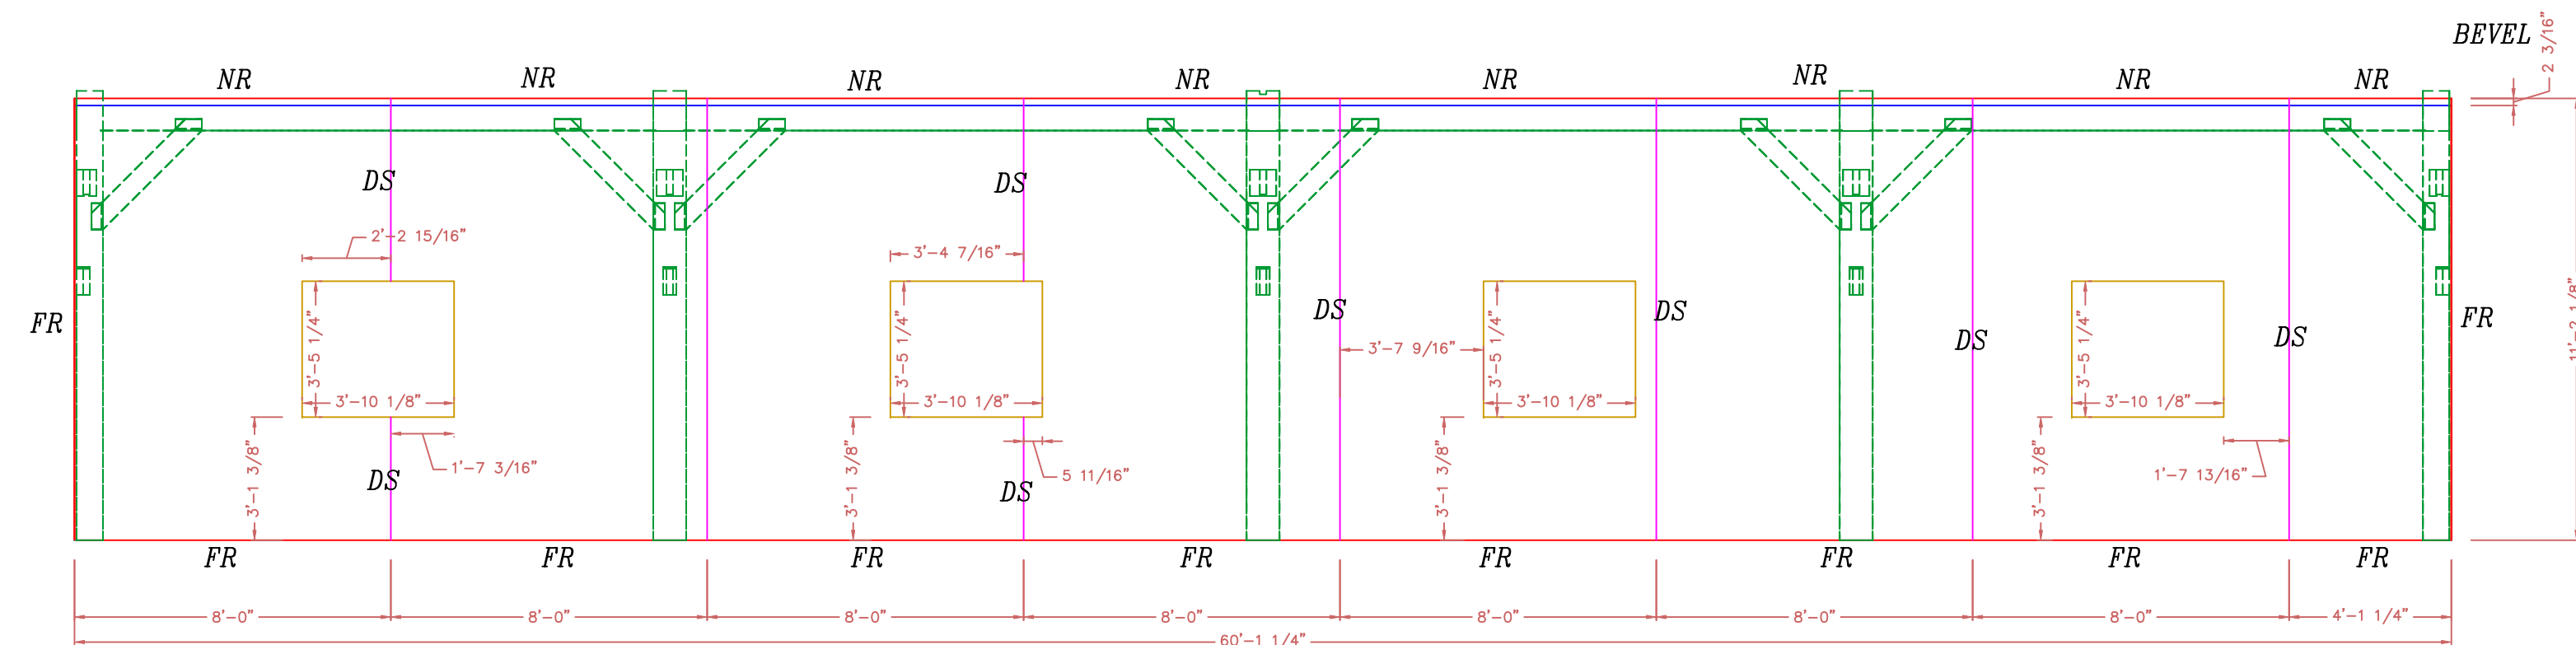 BEVEL
2 3/16”
NR NR NR NR NR NR NR NR
DS DS
2’-2 15/16” 3’-4 7/16”
FR DS DS DS DS FR
3’-5 1/4” 3’-5 1/4” 3’-7 9/16” 3’-5 1/4” 3’-5 1/4”
11’-2 1/8”
3’-10 1/8” 3’-10 1/8” 3’-10 1/8” 3’-10 1/8”
3’-1 3/8” DS 1’-7 3/16” 3’-1 3/8” DS 5 11/16” 3’-1 3/8” 3’-1 3/8” 1’-7 13/16”
FR FR FR FR FR FR FR FR
8’-0” 8’-0” 8’-0” 8’-0” 8’-0” 8’-0” 8’-0” 4’-1 1/4”
60’-1 1/4”